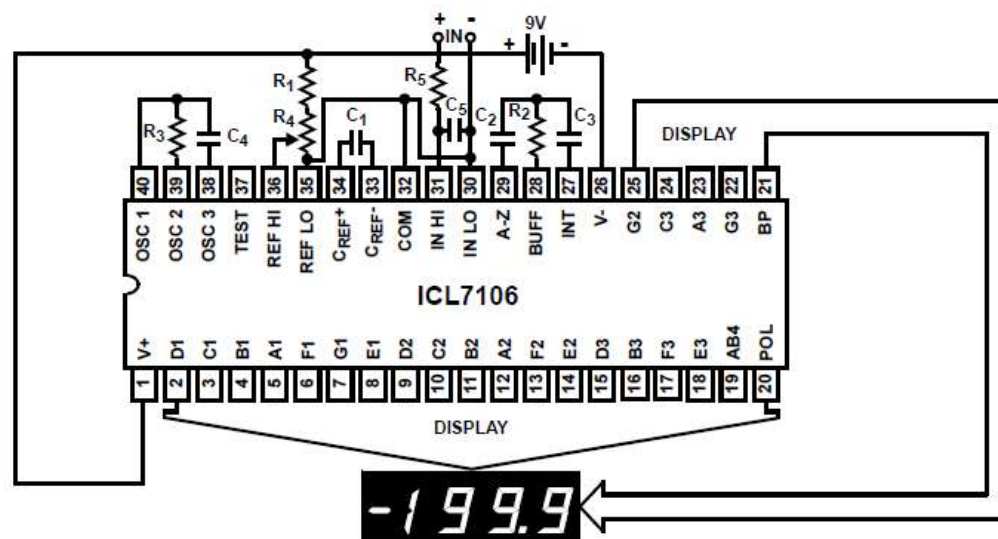 + - 9V
IN + -
R1 R5
R3 C4 R4 C1 C5 C2 R2 C3
DISPLAY
40 39 38 37 36 35 34 33 32 31 30 29 28 27 26 25 24 23 22 21
OSC 1 OSC 2 OSC 3 TEST REF HI REF LO CREF+ CREF- COM IN HI IN LO A-Z BUFF INT V- G2 C3 A3 G3 BP
ICL7106
V+ D1 C1 B1 A1 F1 G1 E1 D2 C2 B2 A2 F2 E2 D3 B3 F3 E3 AB4 POL
1 2 3 4 5 6 7 8 9 10 11 12 13 14 15 16 17 18 19 20
DISPLAY
-199.9